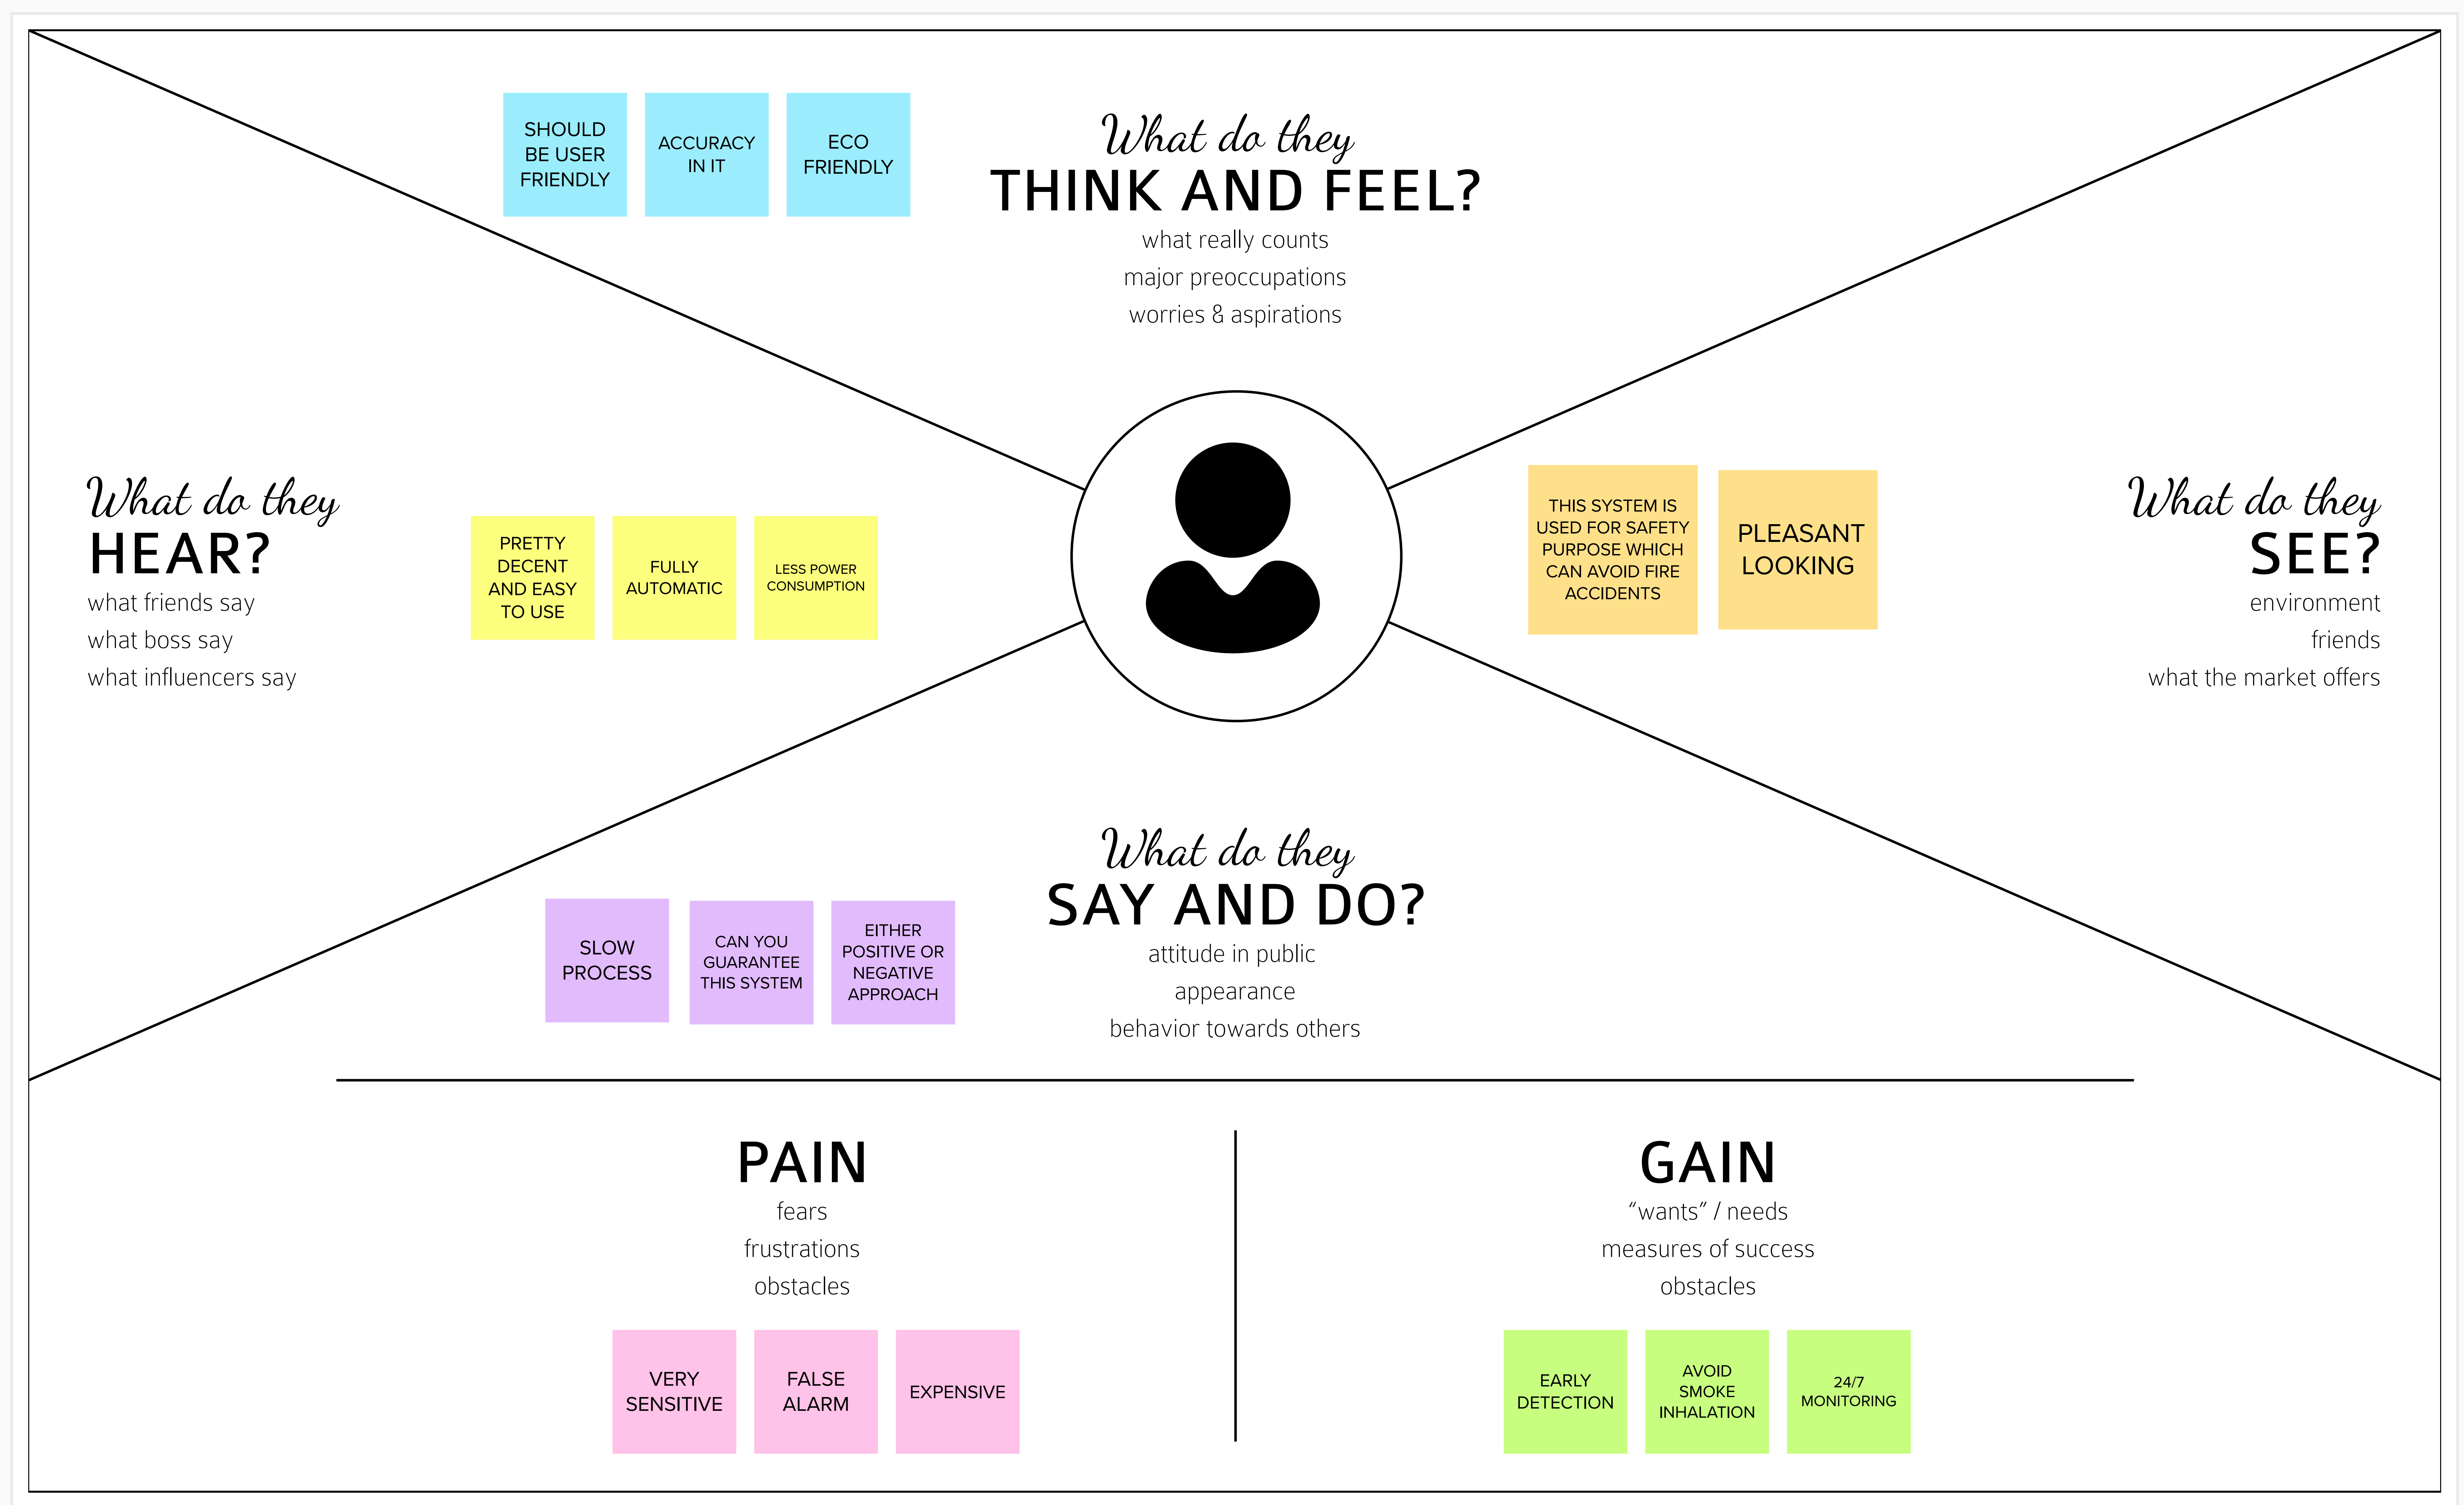 SHOULD
BE USER
FRIENDLY
ACCURACY
IN IT
ECO
FRIENDLY
What do they
THINK AND FEEL?
what really counts
major preoccupations
worries & aspirations
What do they
HEAR?
what friends say
what boss say
what influencers say
PRETTY
DECENT
AND EASY
TO USE
FULLY
AUTOMATIC
LESS POWER
CONSUMPTION
THIS SYSTEM IS
USED FOR SAFETY
PURPOSE WHICH
CAN AVOID FIRE
ACCIDENTS
PLEASANT
LOOKING
What do they
SEE?
environment
friends
what the market offers
What do they
SAY AND DO?
attitude in public
appearance
behavior towards others
SLOW
PROCESS
CAN YOU
GUARANTEE
THIS SYSTEM
EITHER
POSITIVE OR
NEGATIVE
APPROACH
PAIN
fears
frustrations
obstacles
VERY
SENSITIVE
FALSE
ALARM
EXPENSIVE
GAIN
“wants” / needs
measures of success
obstacles
EARLY
DETECTION
AVOID
SMOKE
INHALATION
24/7
MONITORING